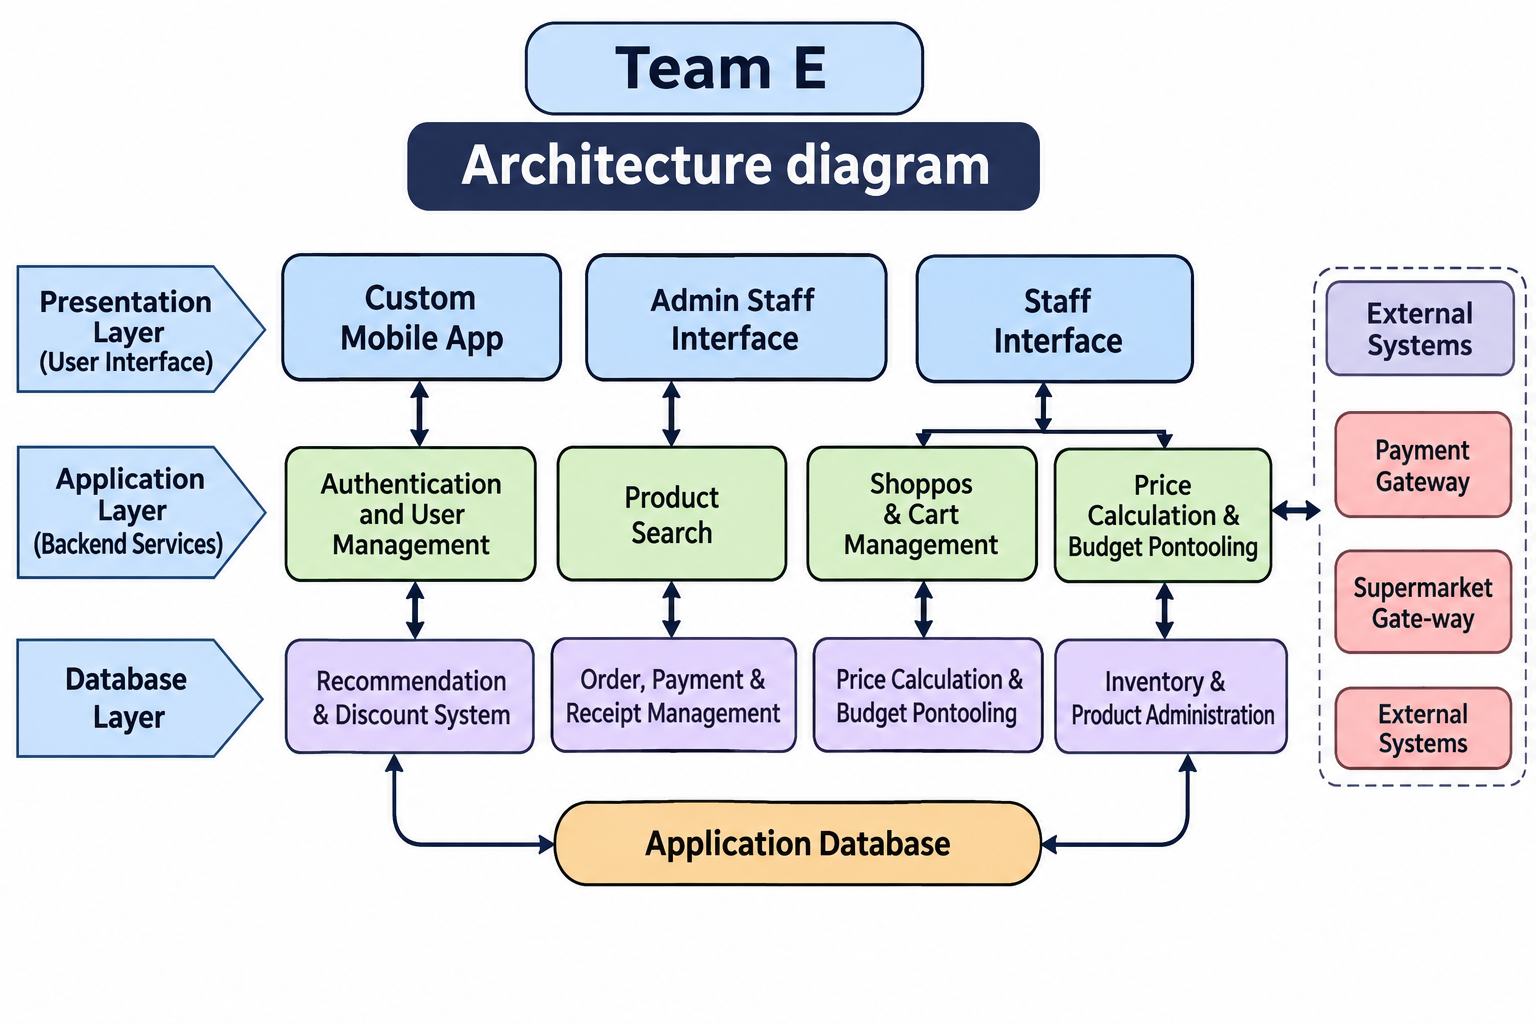 Team E
Architecture diagram
Presentation
Layer
(User Interface)
Custom
Mobile App
Admin Staff
Interface
Staff
Interface
External
Systems
Application
Layer
(Backend Services)
Authentication
and User
Management
Product
Search
Shoppos
& Cart
Management
Price
Calculation &
Budget Pontooling
Payment
Gateway
Supermarket
Gate-way
External
Systems
Database
Layer
Recommendation
& Discount System
Order, Payment &
Receipt Management
Price Calculation &
Budget Pontooling
Inventory &
Product Administration
Application Database